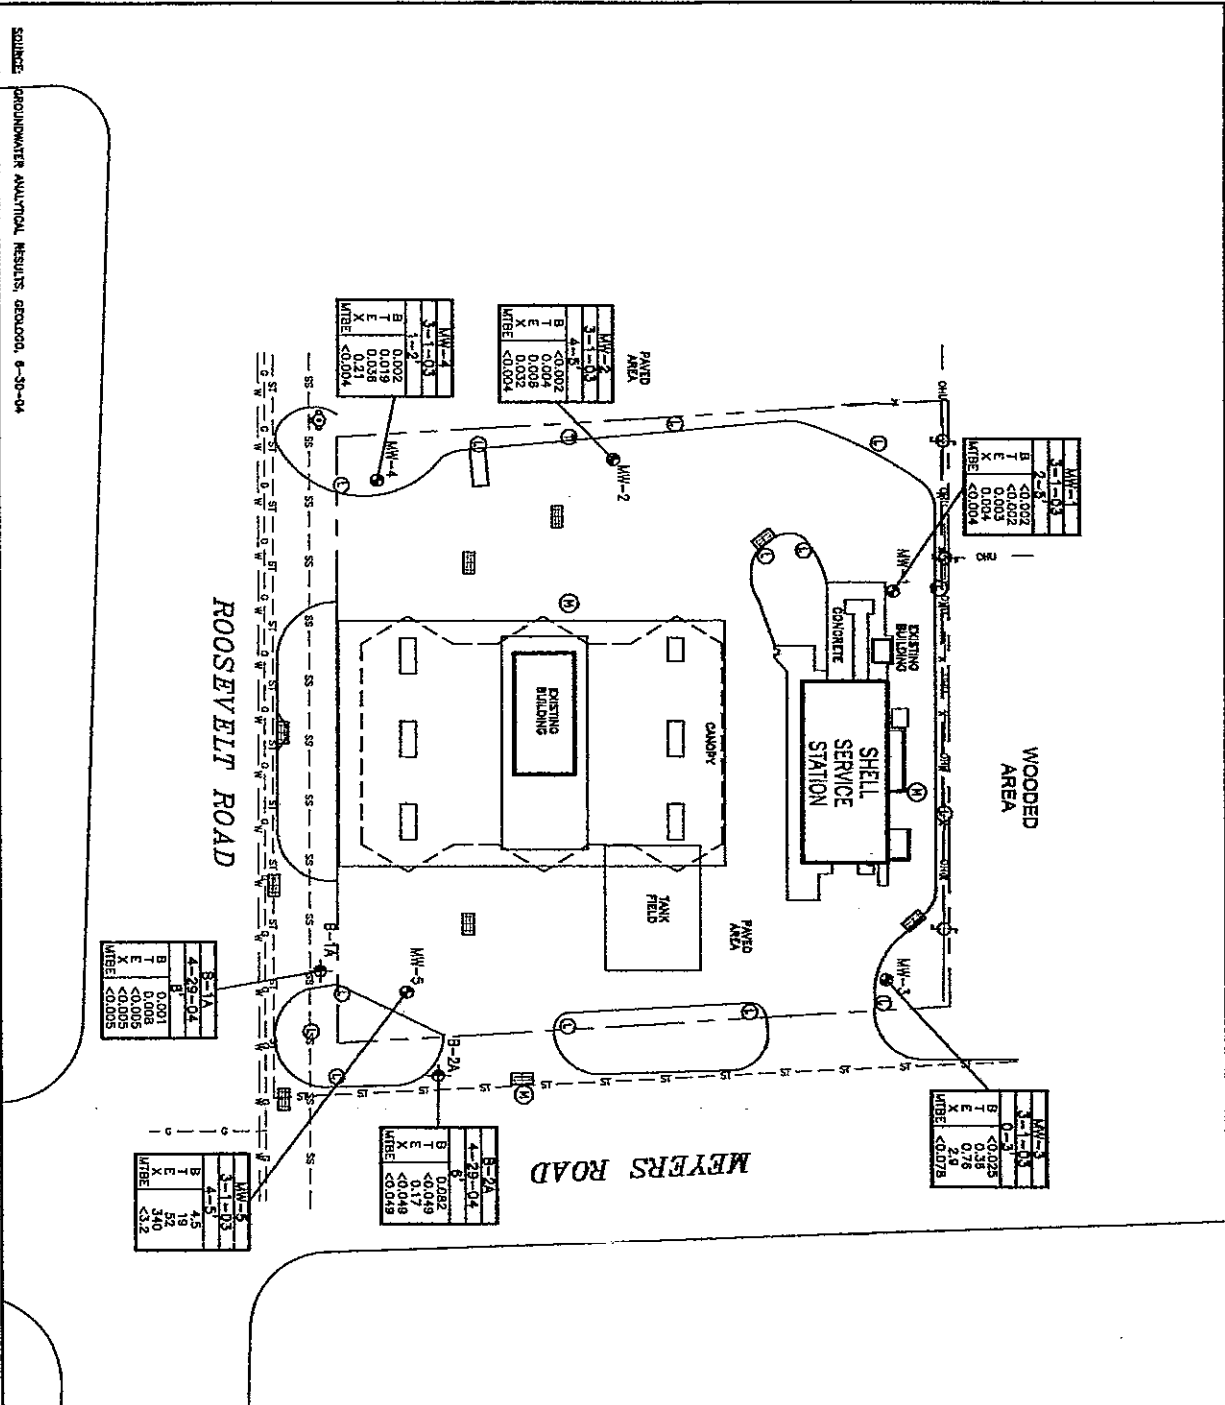 WOODED
AREA
MW-1
3-1-03
2-5'
B <0.002
T <0.002
E 0.003
X 0.004
MTBE <0.004
MW-3
3-1-03
0-3'
B <0.025
T 0.35
E 0.76
X 2.9
MTBE <0.078
OHU
OHU
MW-1
MW-3
EXISTING
BUILDING
CONCRETE
SHELL
SERVICE
STATION
PAVED
AREA
PAVED
AREA
CANOPY
TANK
FIELD
EXISTING
BUILDING
MW-2
3-1-03
4-5'
B <0.002
T 0.004
E 0.008
X 0.032
MTBE <0.004
MW-2
MW-4
3-1-03
1-2'
B 0.002
T 0.019
E 0.036
X 0.21
MTBE <0.004
MW-4
MEYERS ROAD
B-2A
MW-5
B-1A
B-2A
4-29-04
6'
B 0.082
T <0.049
E 0.17
X <0.049
MTBE <0.049
ROOSEVELT ROAD
B-1A
4-29-04
8'
B 0.001
T 0.008
E <0.005
X <0.005
MTBE <0.005
MW-5
3-1-03
4-5'
B 4.5
T 19
E 52
X 340
MTBE <3.2
SOURCE: GROUNDWATER ANALYTICAL RESULTS, GEOLOGO, 6-30-04